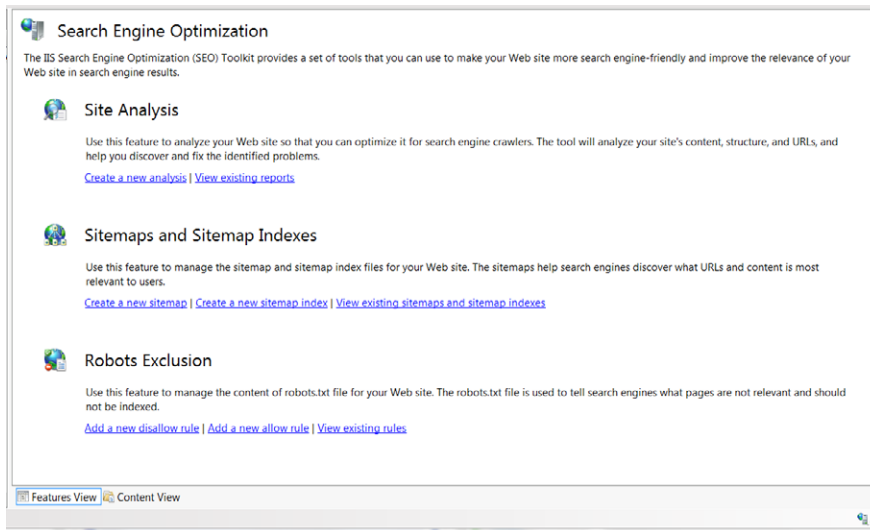 Search Engine Optimization
The IIS Search Engine Optimization (SEO) Toolkit provides a set of tools that you can use to make your Web site more search engine-friendly and improve the relevance of your
Web site in search engine results.
Site Analysis
Use this feature to analyze your Web site so that you can optimize it for search engine crawlers. The tool will analyze your site's content, structure, and URLs, and
help you discover and fix the identified problems.
Create a new analysis | View existing reports
Sitemaps and Sitemap Indexes
Use this feature to manage the sitemap and sitemap index files for your Web site. The sitemaps help search engines discover what URLs and content is most
relevant to users.
Create a new sitemap | Create a new sitemap index | View existing sitemaps and sitemap indexes
Robots Exclusion
Use this feature to manage the content of robots.txt file for your Web site. The robots.txt file is used to tell search engines what pages are not relevant and should
not be indexed.
Add a new disallow rule | Add a new allow rule | View existing rules
Features View Content View